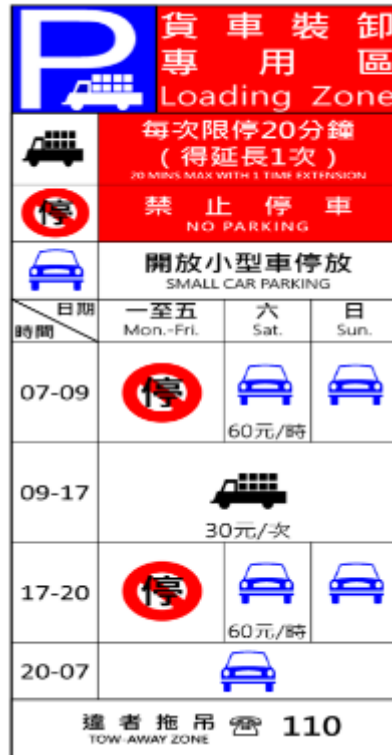 P
貨車裝卸
專用區
Loading Zone
每次限停20分鐘
(得延長1次)
20 MINS MAX WITH 1 TIME EXTENSION
停
禁止停車
NO PARKING
開放小型車停放
SMALL CAR PARKING
日期
時間
一至五
Mon.-Fri.
六
Sat.
日
Sun.
07-09
停
60元/時
09-17
30元/次
17-20
停
60元/時
20-07
違者拖吊 ☎ 110
TOW-AWAY ZONE